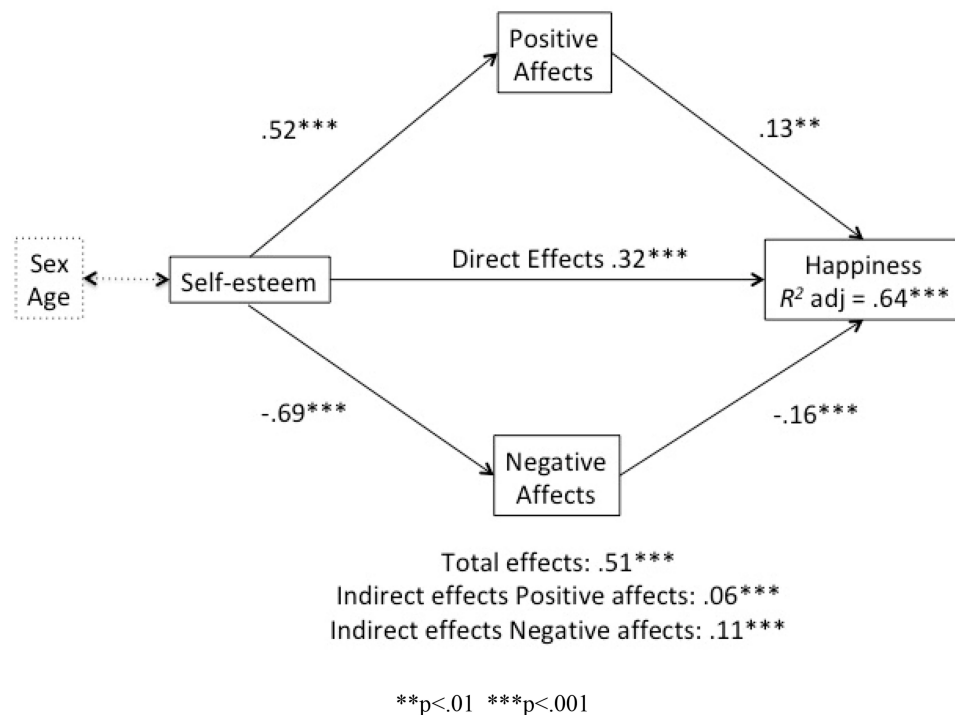 Positive
Affects
.52***
.13**
Sex
Age
Self-esteem
Direct Effects .32***
Happiness
R² adj = .64***
-.69***
-.16***
Negative
Affects
Total effects: .51***
Indirect effects Positive affects: .06***
Indirect effects Negative affects: .11***
**p<.01 ***p<.001